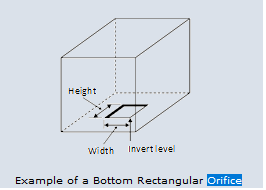 Height
Width
Invert level
Example of a Bottom Rectangular Orifice